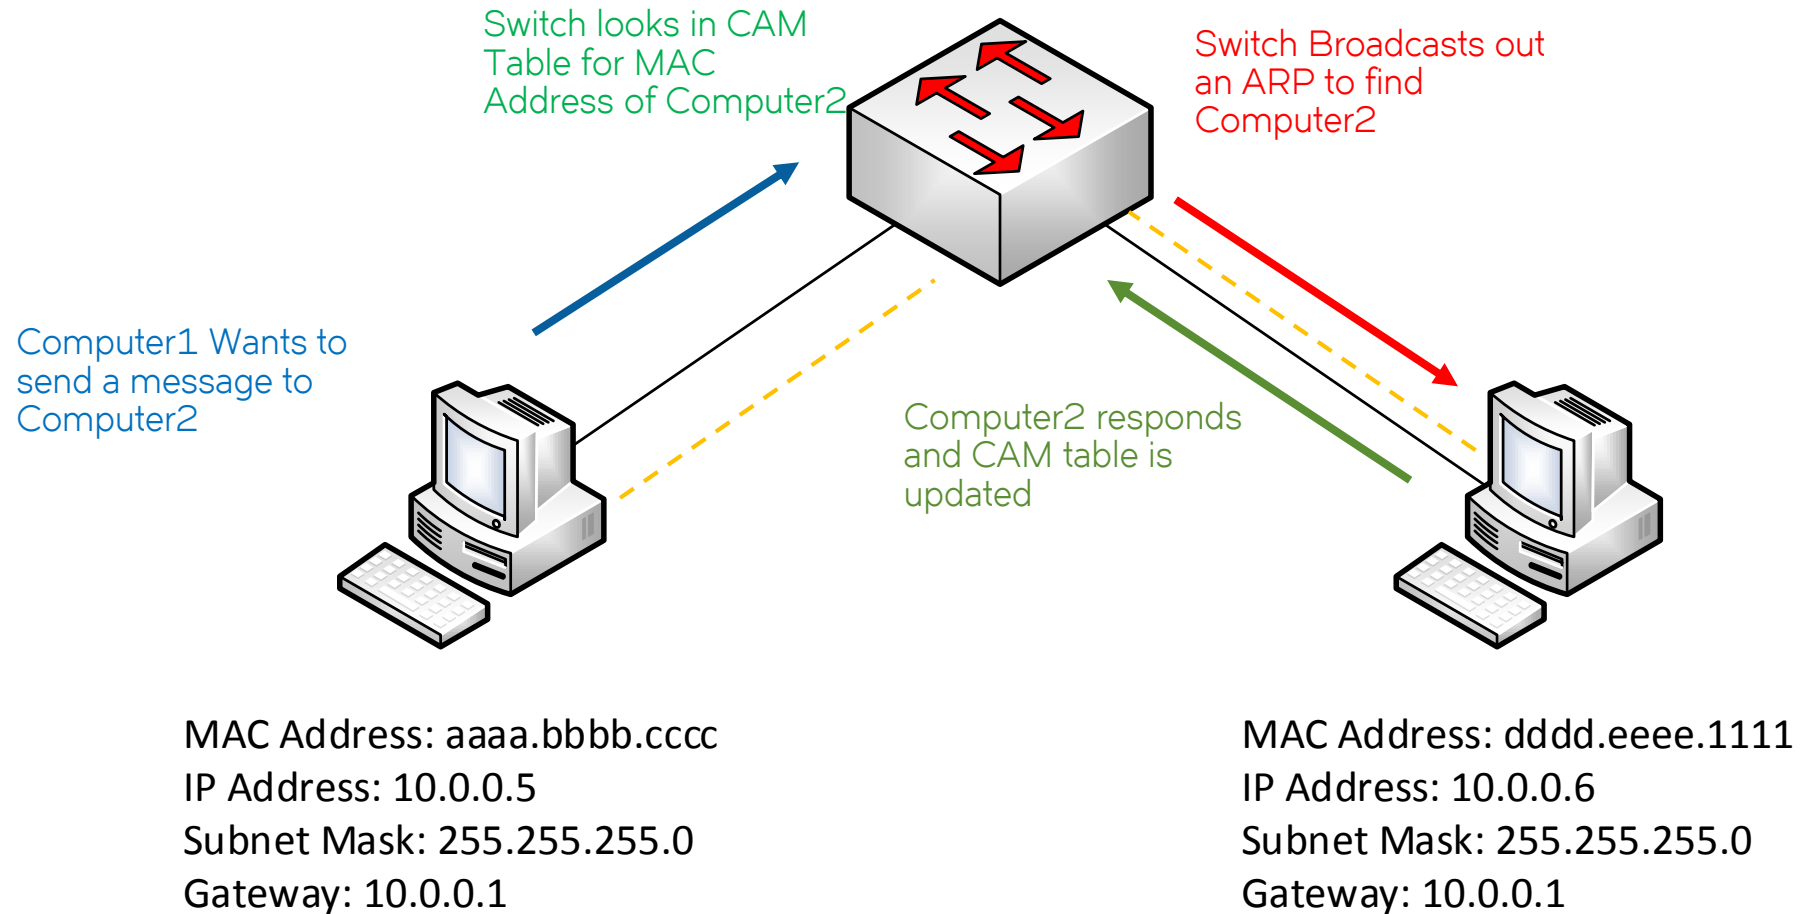 Switch looks in CAM
Table for MAC
Address of Computer2
Switch Broadcasts out
an ARP to find
Computer2
Computer1 Wants to
send a message to
Computer2
Computer2 responds
and CAM table is
updated
MAC Address: aaaa.bbbb.cccc
IP Address: 10.0.0.5
Subnet Mask: 255.255.255.0
Gateway: 10.0.0.1
MAC Address: dddd.eeee.1111
IP Address: 10.0.0.6
Subnet Mask: 255.255.255.0
Gateway: 10.0.0.1